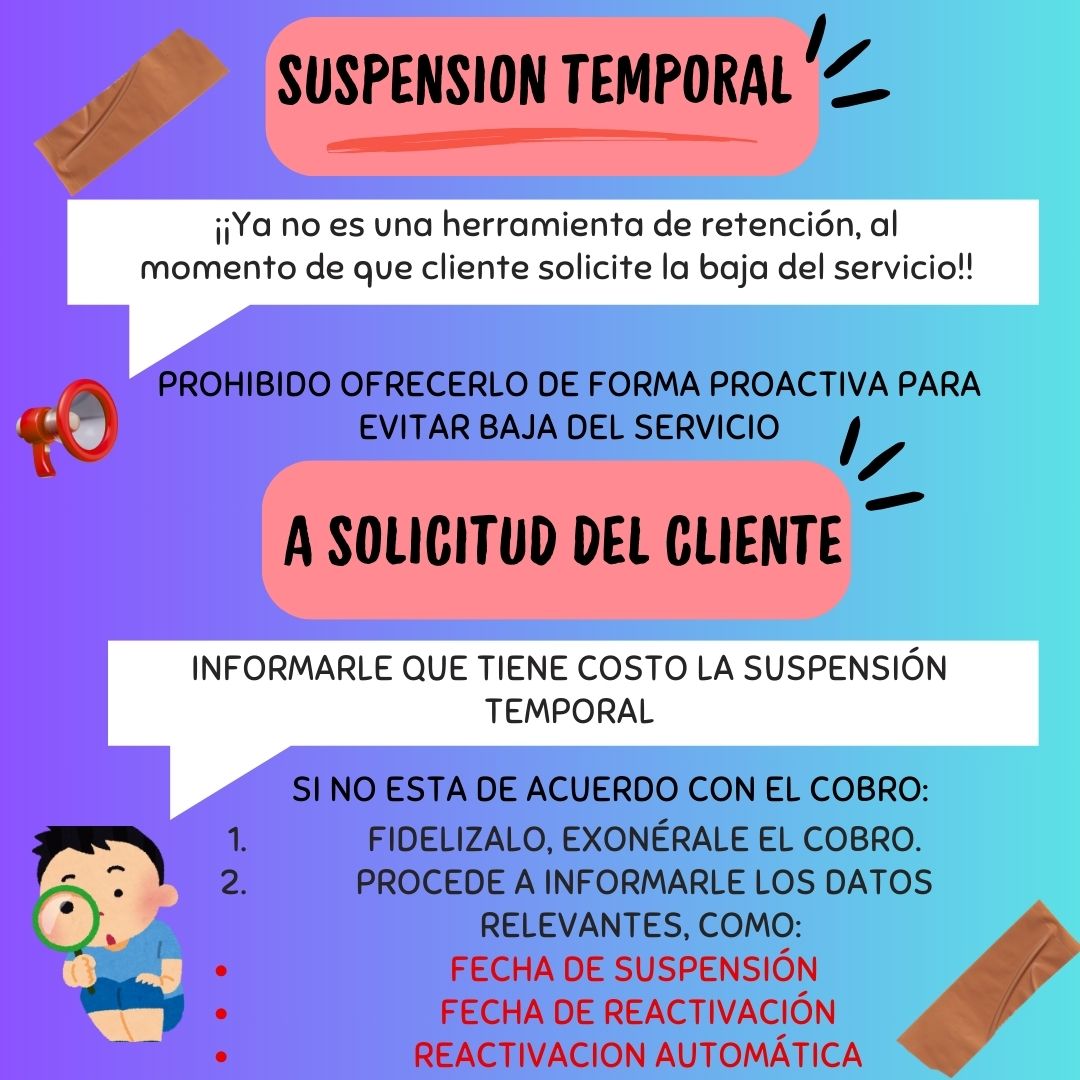 SUSPENSION TEMPORAL
¡¡Ya no es una herramienta de retención, al
momento de que cliente solicite la baja del servicio!!
PROHIBIDO OFRECERLO DE FORMA PROACTIVA PARA
EVITAR BAJA DEL SERVICIO
A SOLICITUD DEL CLIENTE
INFORMARLE QUE TIENE COSTO LA SUSPENSIÓN
TEMPORAL
SI NO ESTA DE ACUERDO CON EL COBRO:
1. FIDELIZALO, EXONÉRALE EL COBRO.
2. PROCEDE A INFORMARLE LOS DATOS
RELEVANTES, COMO:
• FECHA DE SUSPENSIÓN
• FECHA DE REACTIVACIÓN
• REACTIVACION AUTOMÁTICA